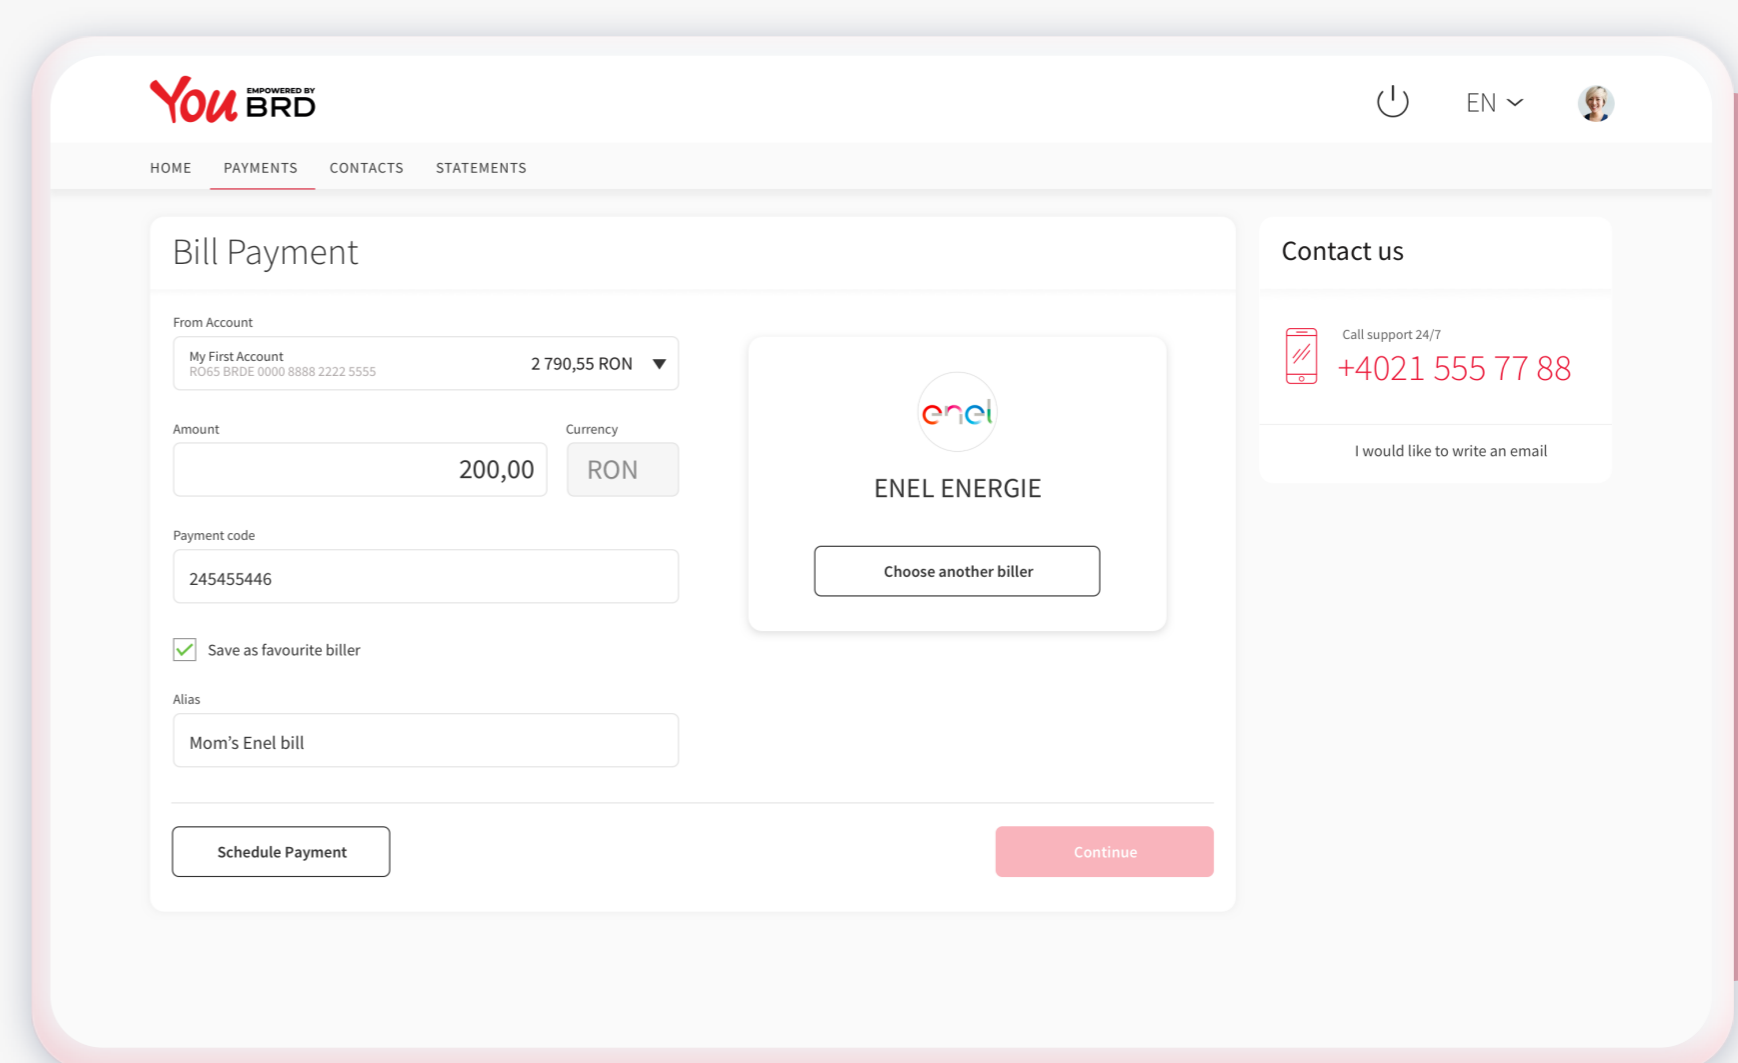 You EMPOWERED BY BRD
EN
HOME PAYMENTS CONTACTS STATEMENTS
Bill Payment
From Account
My First Account
RO65 BRDE 0000 8888 2222 5555
2 790,55 RON
Amount
Currency
200,00
RON
Payment code
245455446
Save as favourite biller
Alias
Mom’s Enel bill
Schedule Payment
Continue
enel
ENEL ENERGIE
Choose another biller
Contact us
Call support 24/7
+4021 555 77 88
I would like to write an email